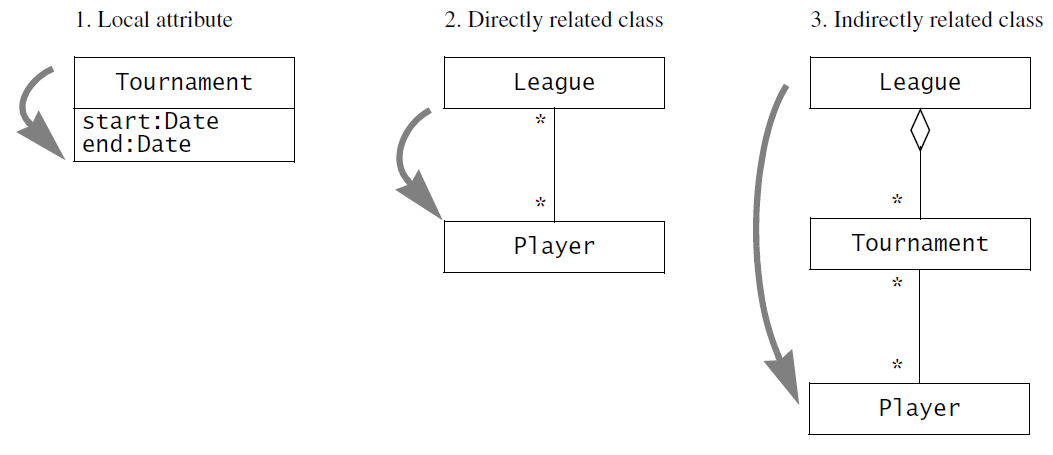 1. Local attribute
Tournament
start:Date
end:Date
2. Directly related class
League
*
*
Player
3. Indirectly related class
League
*
Tournament
*
*
Player